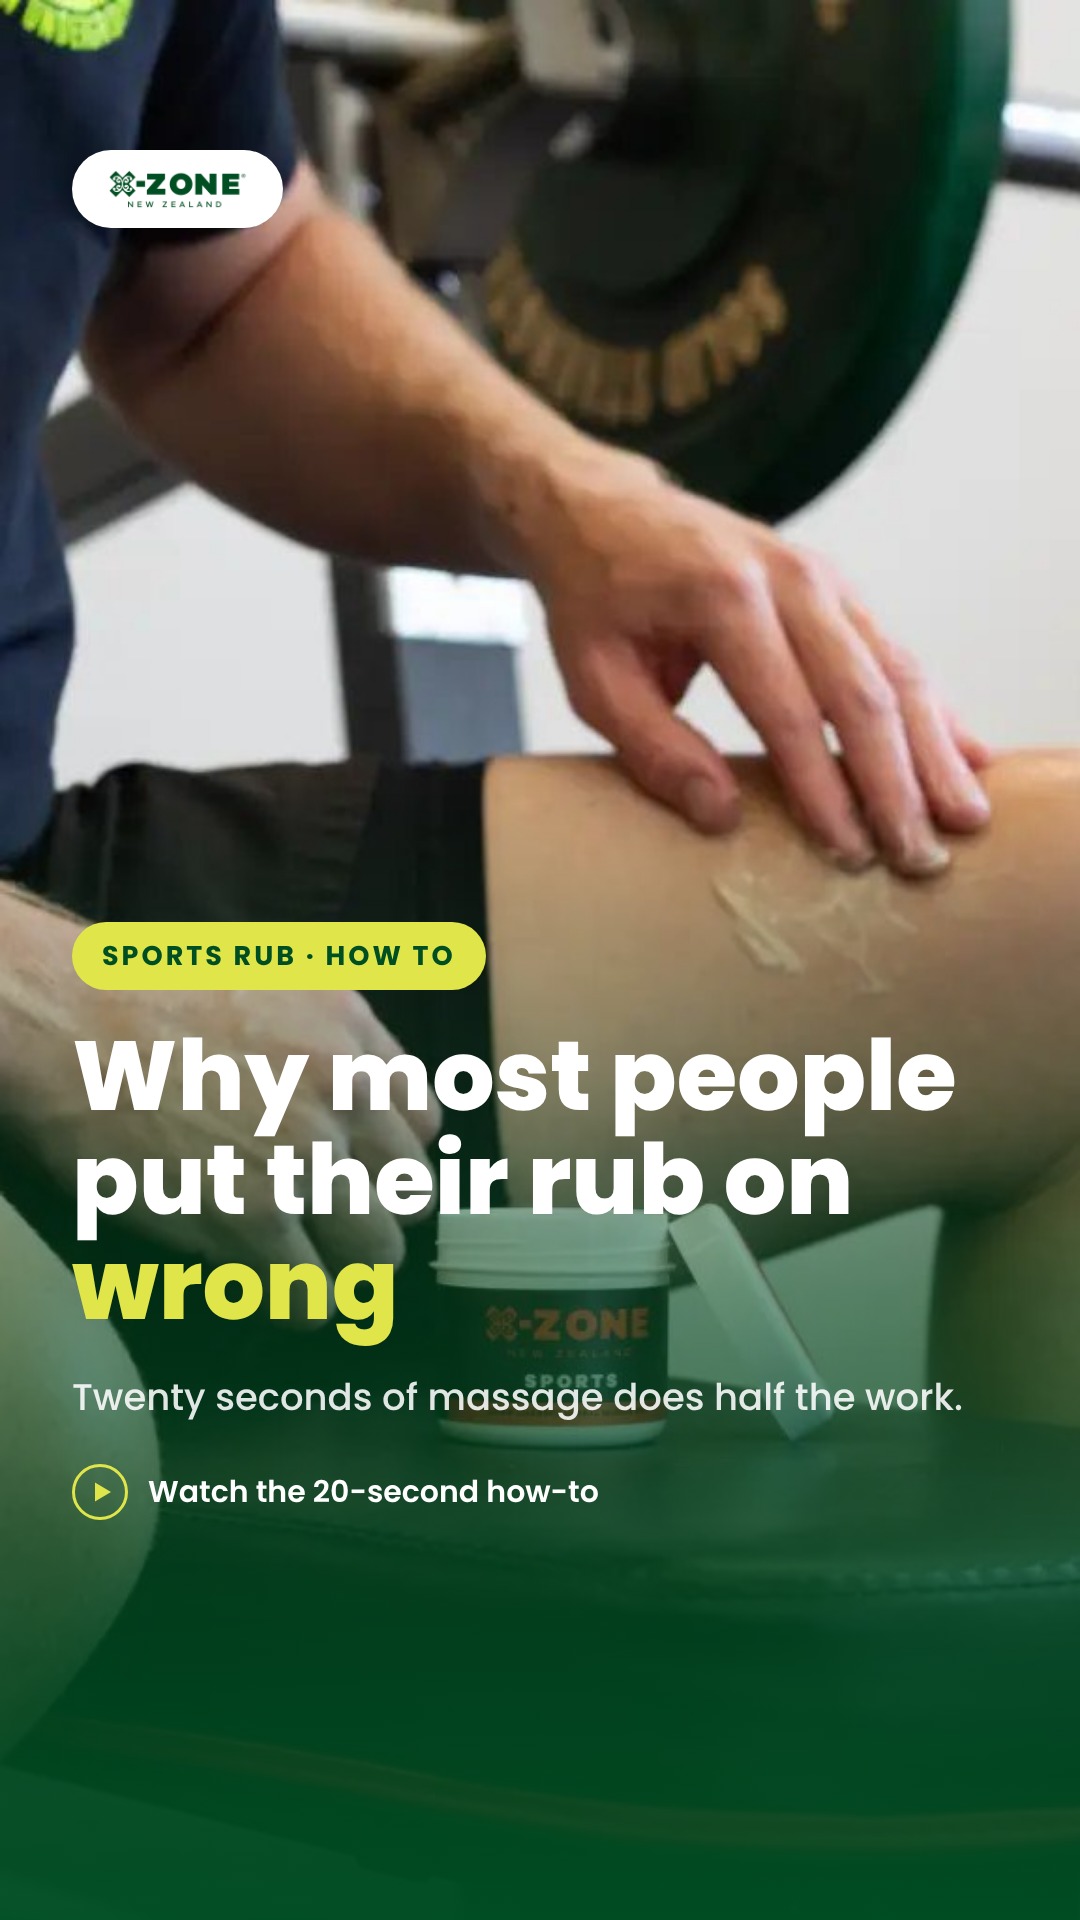 X-ZONE
NEW ZEALAND
SPORTS RUB · HOW TO
Why most people
put their rub on
wrong
X-ZONE
NEW ZEALAND
SPORTS
Twenty seconds of massage does half the work.
Watch the 20-second how-to